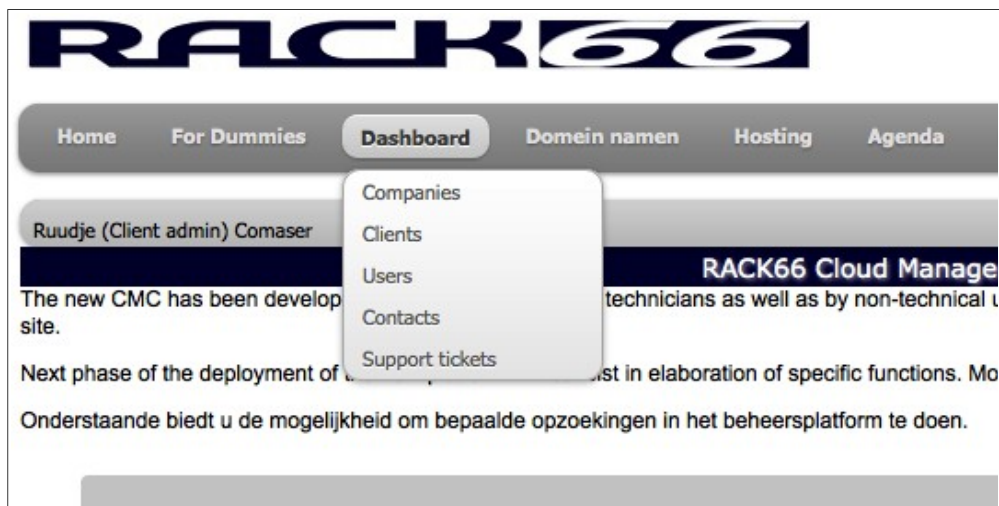 RACK66
Home For Dummies Dashboard Domein namen Hosting Agenda
Companies
Clients
Users
Contacts
Support tickets
Ruudje (Client admin) Comaser
RACK66 Cloud Manage
The new CMC has been develop technicians as well as by non-technical u
site.
Next phase of the deployment of in elaboration of specific functions. Mo
Onderstaande biedt u de mogelijkheid om bepaalde opzoekingen in het beheersplatform te doen.